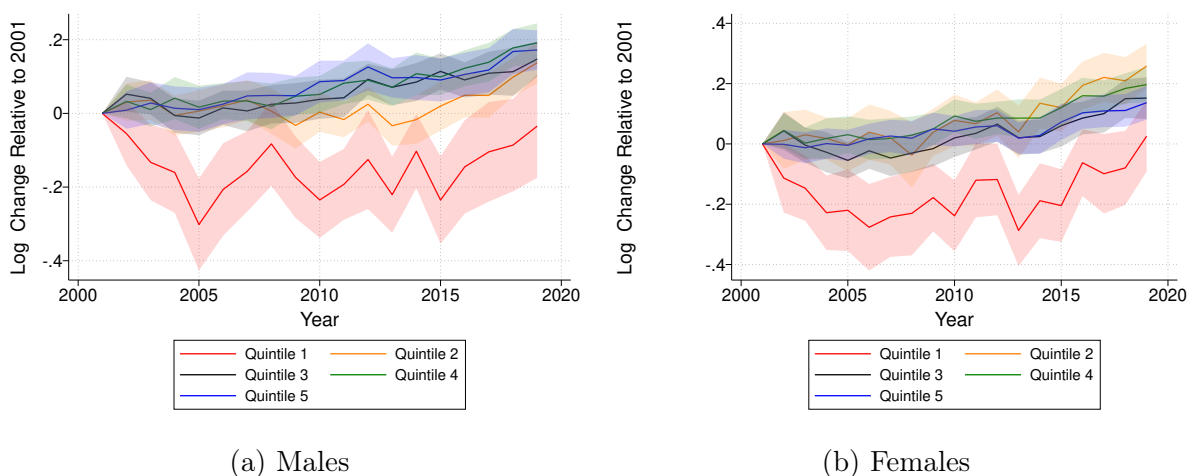 Log Change Relative to 2001
.2
0
-.2
-.4
2000 2005 2010 2015 2020
Year
Quintile 1 Quintile 2
Quintile 3 Quintile 4
Quintile 5
(a) Males
Log Change Relative to 2001
.4
.2
0
-.2
-.4
2000 2005 2010 2015 2020
Year
Quintile 1 Quintile 2
Quintile 3 Quintile 4
Quintile 5
(b) Females